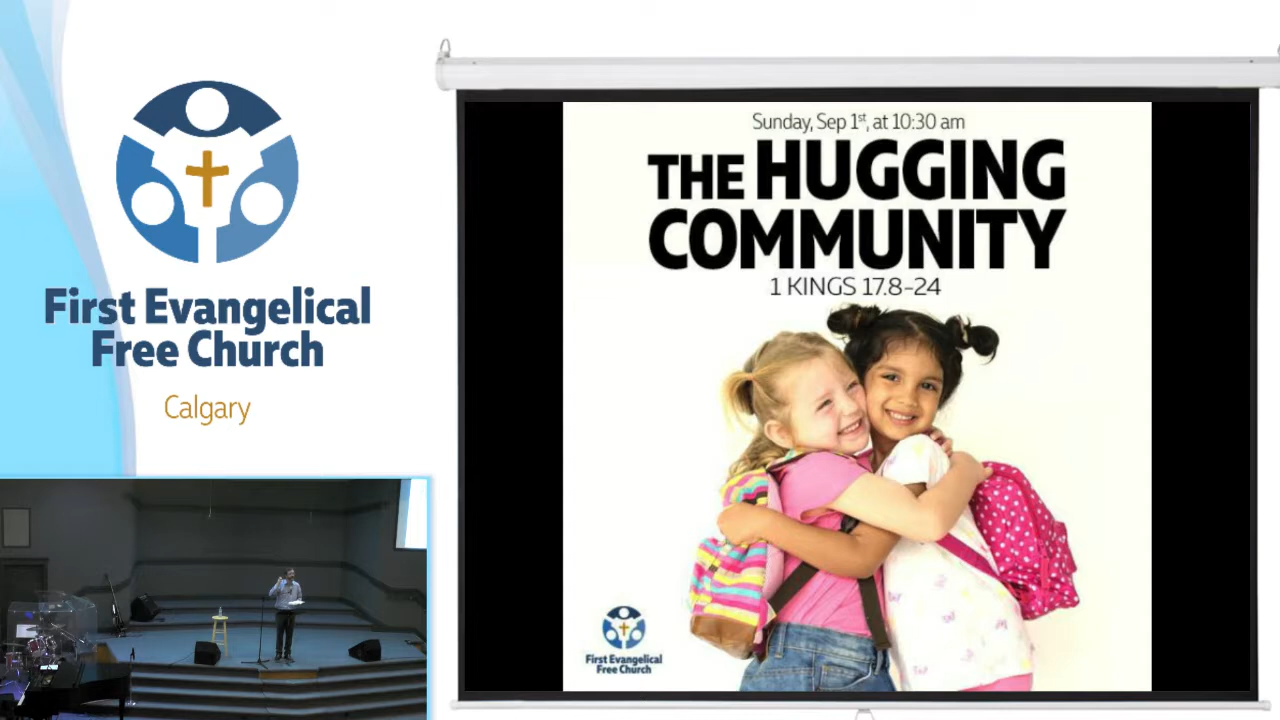 First Evangelical
Free Church
Calgary
Sunday, Sep 1st, at 10:30 am
THE HUGGING
COMMUNITY
1 KINGS 17.8-24
First Evangelical
Free Church